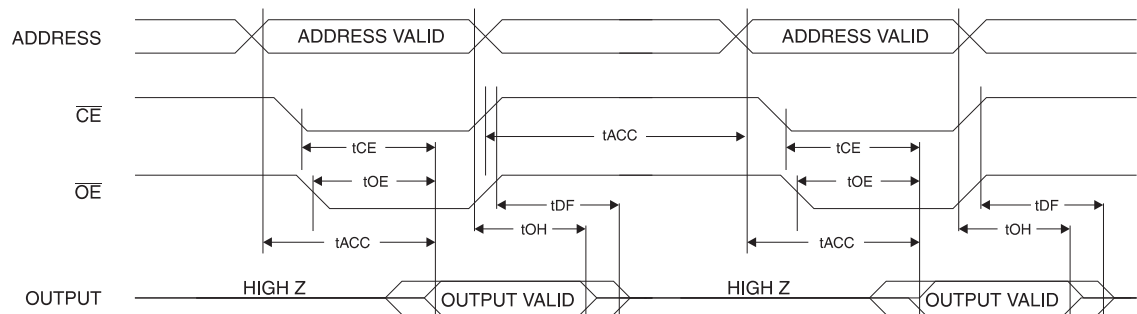 ADDRESS
ADDRESS VALID
ADDRESS VALID
CE
tACC
tCE
tCE
OE
tOE
tOE
tDF
tDF
tOH
tOH
tACC
tACC
OUTPUT
HIGH Z
OUTPUT VALID
HIGH Z
OUTPUT VALID